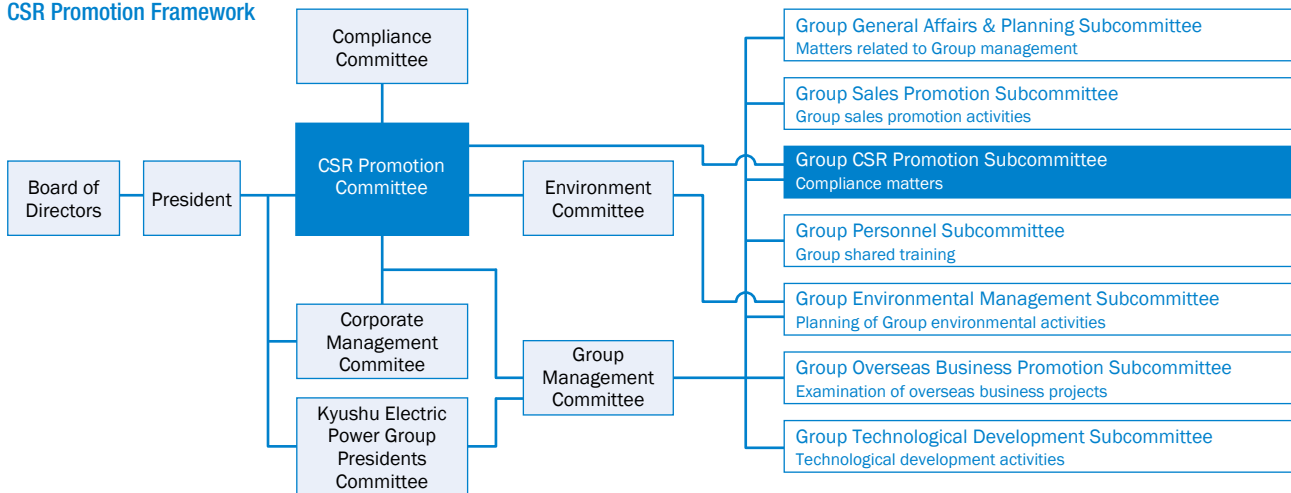 CSR Promotion Framework
Compliance
Committee
CSR Promotion
Committee
Board of
Directors
President
Environment
Committee
Corporate
Management
Commitee
Group
Management
Committee
Kyushu Electric
Power Group
Presidents
Committee
Group General Affairs & Planning Subcommittee
Matters related to Group management
Group Sales Promotion Subcommittee
Group sales promotion activities
Group CSR Promotion Subcommittee
Compliance matters
Group Personnel Subcommittee
Group shared training
Group Environmental Management Subcommittee
Planning of Group environmental activities
Group Overseas Business Promotion Subcommittee
Examination of overseas business projects
Group Technological Development Subcommittee
Technological development activities